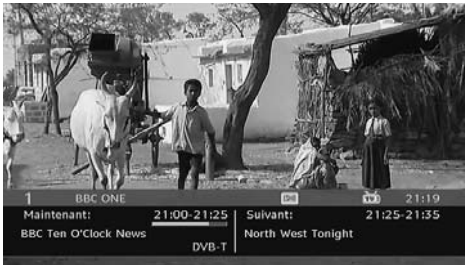 1 BBC ONE TV 21:19
Maintenant: 21:00-21:25 Suivant: 21:25-21:35
BBC Ten O'Clock News North West Tonight
DVB-T